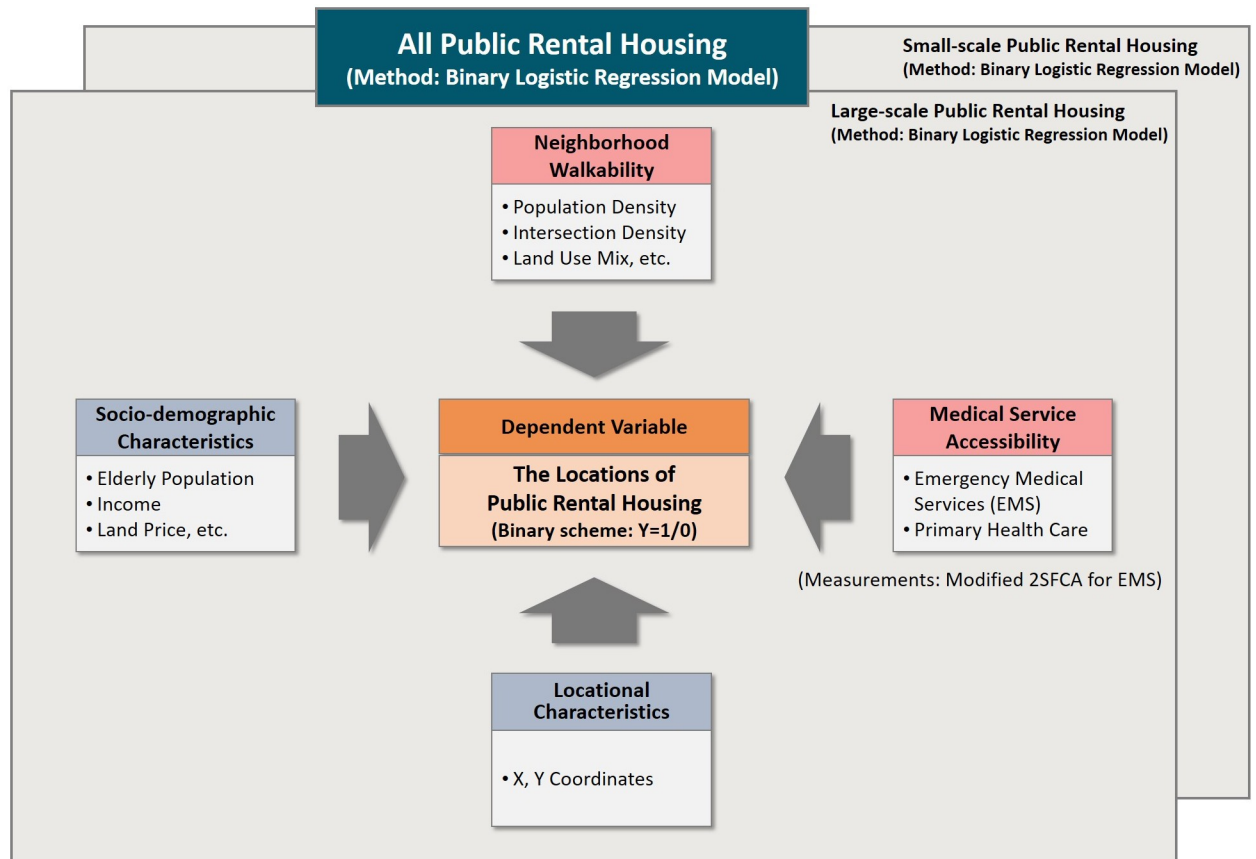 All Public Rental Housing
(Method: Binary Logistic Regression Model)
Small-scale Public Rental Housing
(Method: Binary Logistic Regression Model)
Large-scale Public Rental Housing
(Method: Binary Logistic Regression Model)
Neighborhood
Walkability
• Population Density
• Intersection Density
• Land Use Mix, etc.
Socio-demographic
Characteristics
• Elderly Population
• Income
• Land Price, etc.
Dependent Variable
The Locations of
Public Rental Housing
(Binary scheme: Y=1/0)
Medical Service
Accessibility
• Emergency Medical
Services (EMS)
• Primary Health Care
(Measurements: Modified 2SFCA for EMS)
Locational
Characteristics
• X, Y Coordinates